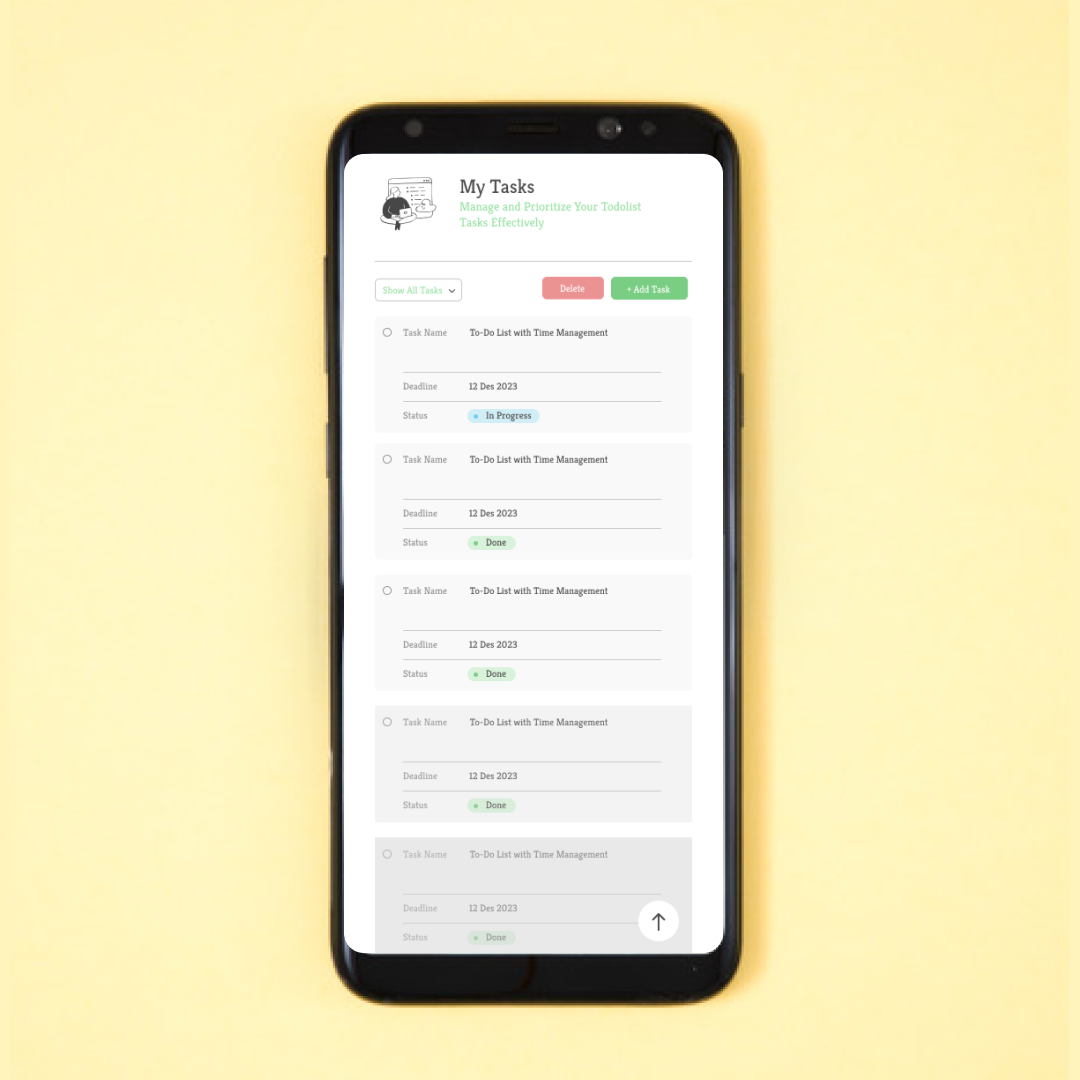 My Tasks
Manage and Prioritize Your Todolist
Tasks Effectively
Show All Tasks
Delete
+ Add Task
Task Name To-Do List with Time Management
Deadline 12 Des 2023
Status In Progress
Task Name To-Do List with Time Management
Deadline 12 Des 2023
Status Done
Task Name To-Do List with Time Management
Deadline 12 Des 2023
Status Done
Task Name To-Do List with Time Management
Deadline 12 Des 2023
Status Done
Task Name To-Do List with Time Management
Deadline 12 Des 2023
Status Done